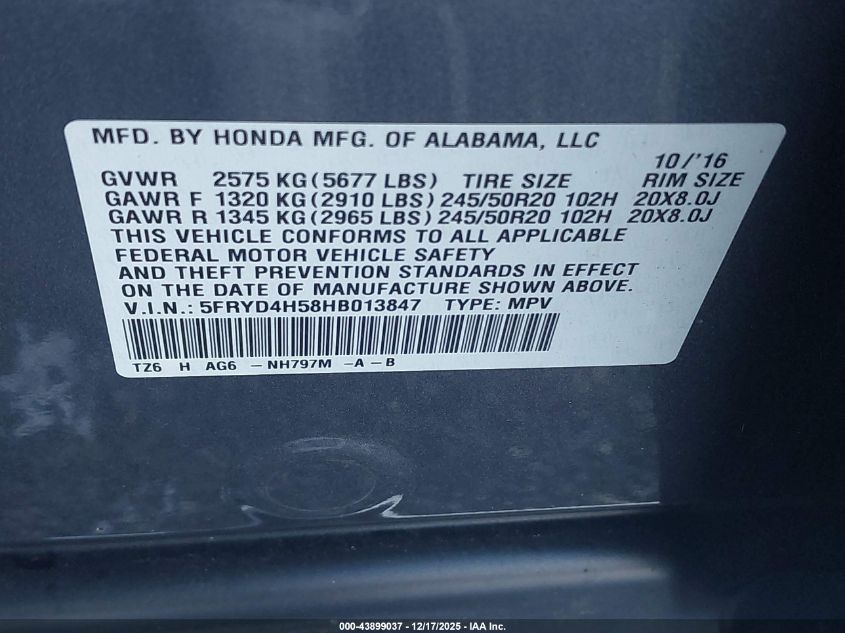 MFD. BY HONDA MFG. OF ALABAMA, LLC
10/'16
GVWR 2575 KG (5677 LBS) TIRE SIZE RIM SIZE
GAWR F 1320 KG (2910 LBS) 245/50R20 102H 20X8.0J
GAWR R 1345 KG (2965 LBS) 245/50R20 102H 20X8.0J
THIS VEHICLE CONFORMS TO ALL APPLICABLE
FEDERAL MOTOR VEHICLE SAFETY
AND THEFT PREVENTION STANDARDS IN EFFECT
ON THE DATE OF MANUFACTURE SHOWN ABOVE.
V.I.N.: 5FRYD4H58HB013847 TYPE: MPV
TZ6 H AG6 - NH797M -A-B
000-43899037 - 12/17/2025 - IAA Inc.